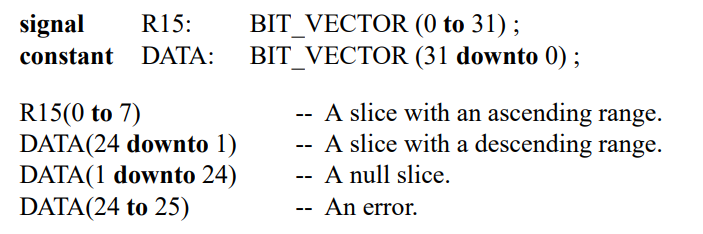 signal R15: BIT_VECTOR (0 to 31) ;
constant DATA: BIT_VECTOR (31 downto 0) ;
R15(0 to 7) -- A slice with an ascending range.
DATA(24 downto 1) -- A slice with a descending range.
DATA(1 downto 24) -- A null slice.
DATA(24 to 25) -- An error.